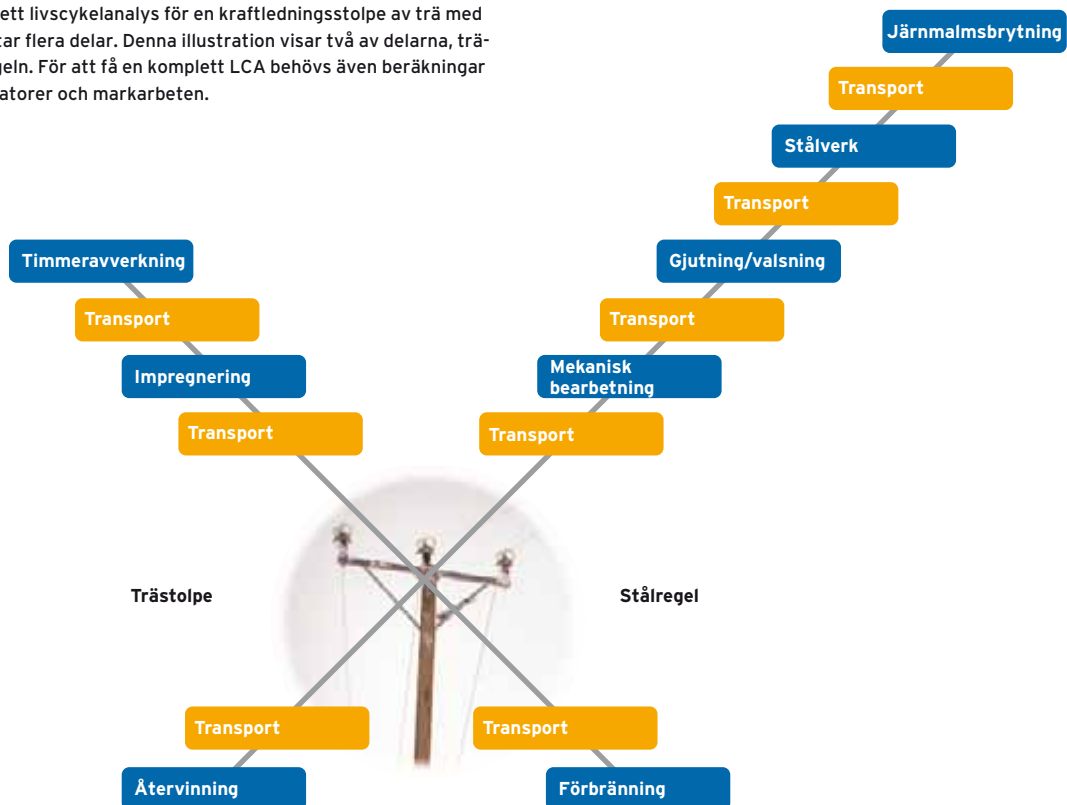 ett livscykelanalys för en kraftledningsstolpe av trä med
tar flera delar. Denna illustration visar två av delarna, trä-
geln. För att få en komplett LCA behövs även beräkningar
atorer och markarbeten.
Järnmalmsbrytning
Transport
Stålverk
Transport
Timmeravverkning
Gjutning/valsning
Transport
Transport
Impregnering
Mekanisk
bearbetning
Transport
Transport
Trästolpe
Stålregel
Transport
Transport
Återvinning
Förbränning